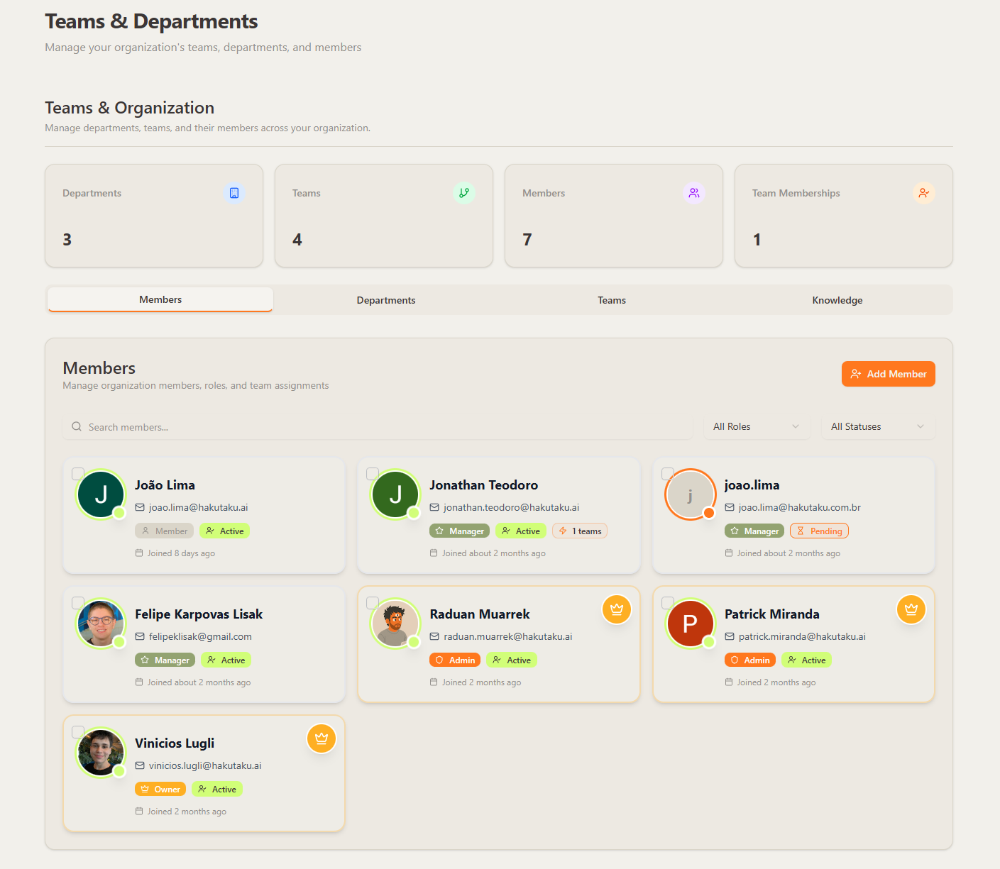 Teams & Departments
Manage your organization's teams, departments, and members
Teams & Organization
Manage departments, teams, and their members across your organization.
Departments
3
Teams
4
Members
7
Team Memberships
1
Members
Departments
Teams
Knowledge
Members
Manage organization members, roles, and team assignments
Add Member
Search members...
All Roles
All Statuses
J
João Lima
joao.lima@hakutaku.ai
Member Active
Joined 8 days ago
J
Jonathan Teodoro
jonathan.teodoro@hakutaku.ai
Manager Active 1 teams
Joined about 2 months ago
j
joao.lima
joao.lima@hakutaku.com.br
Manager Pending
Joined about 2 months ago
Felipe Karpovas Lisak
felipeklisak@gmail.com
Manager Active
Joined about 2 months ago
Raduan Muarrek
raduan.muarrek@hakutaku.ai
Admin Active
Joined 2 months ago
P
Patrick Miranda
patrick.miranda@hakutaku.ai
Admin Active
Joined 2 months ago
Vinicios Lugli
vinicios.lugli@hakutaku.ai
Owner Active
Joined 2 months ago